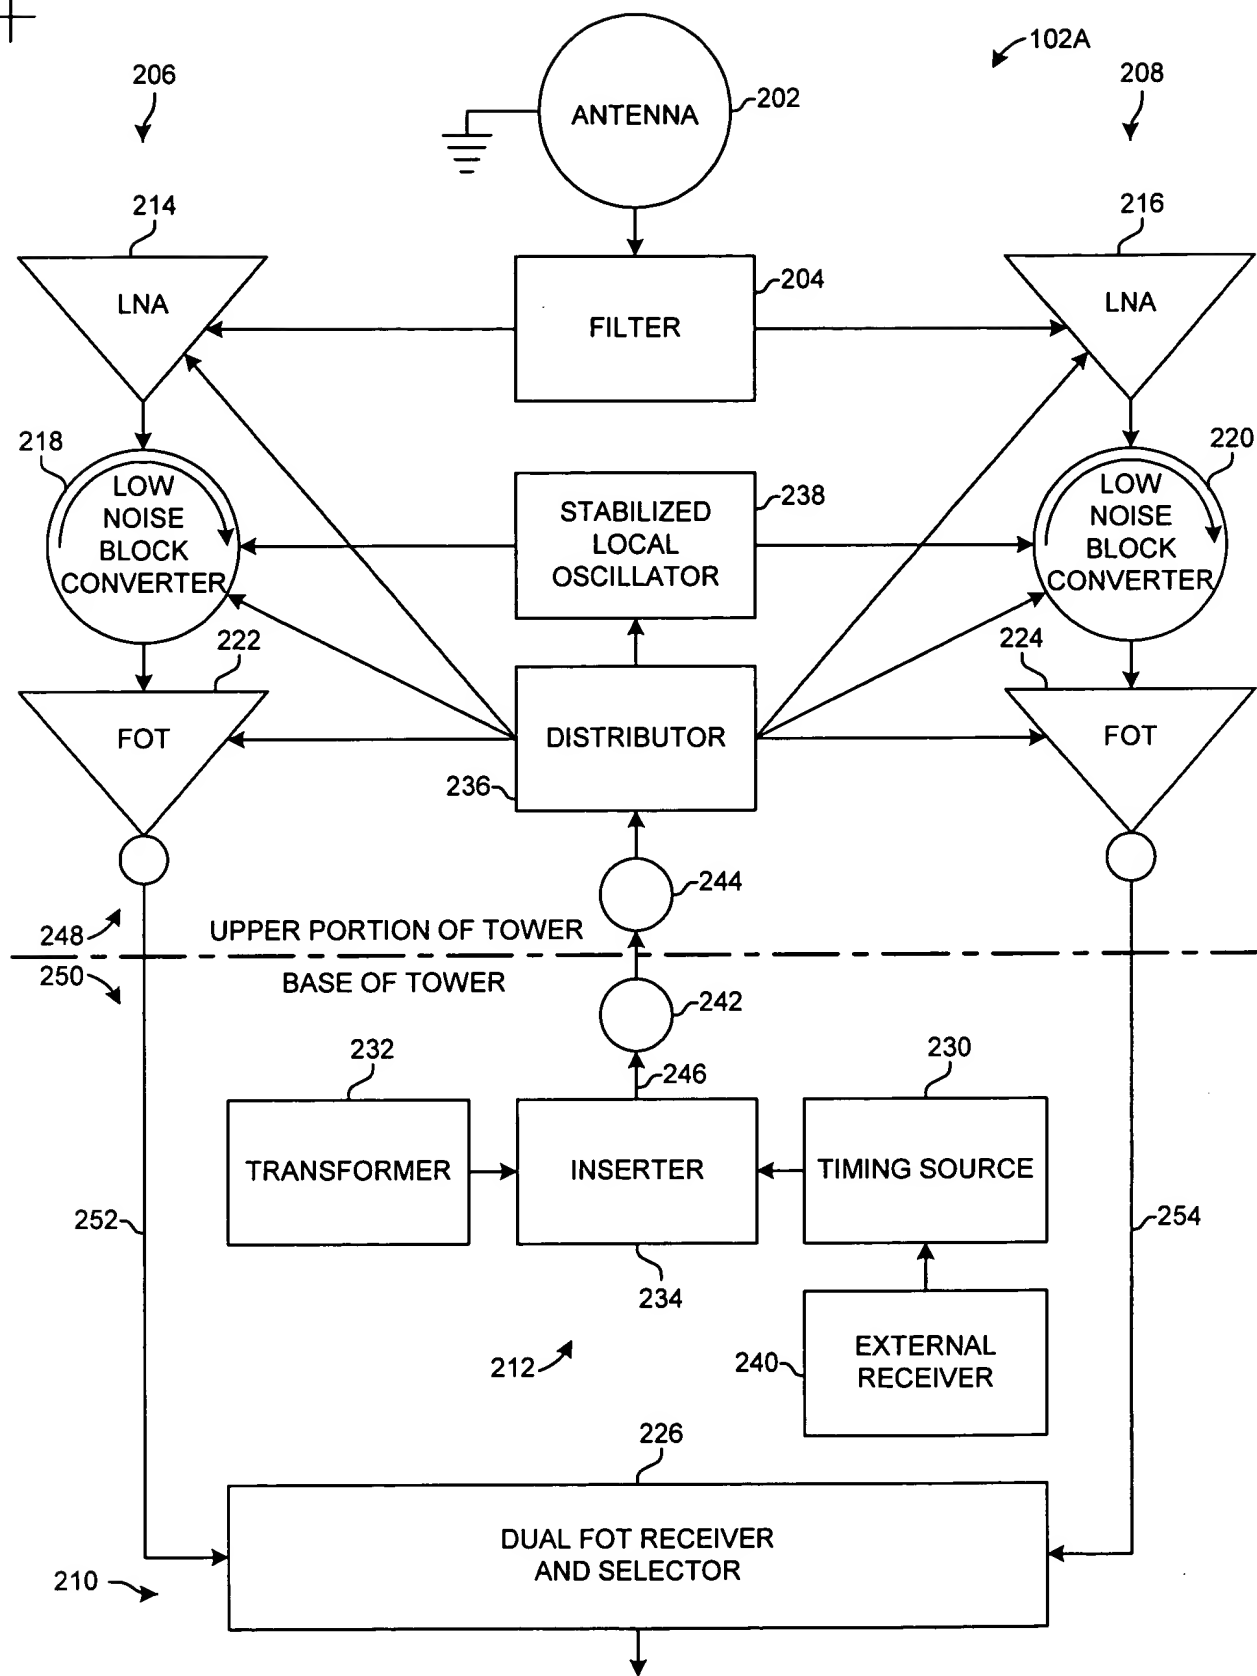 102A
206
208
ANTENNA
202
214
216
LNA
LNA
204
FILTER
218
220
LOW
NOISE
BLOCK
CONVERTER
STABILIZED
LOCAL
OSCILLATOR
238
LOW
NOISE
BLOCK
CONVERTER
222
224
FOT
DISTRIBUTOR
FOT
236
244
248
UPPER PORTION OF TOWER
250
BASE OF TOWER
242
232
246
230
TRANSFORMER
INSERTER
TIMING SOURCE
252
254
234
212
240
EXTERNAL
RECEIVER
226
DUAL FOT RECEIVER
AND SELECTOR
210